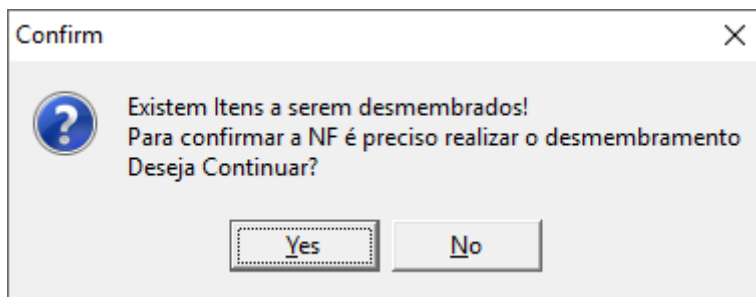 Confirm
Existem Itens a serem desmembrados!
Para confirmar a NF é preciso realizar o desmembramento
Deseja Continuar?
Yes
No